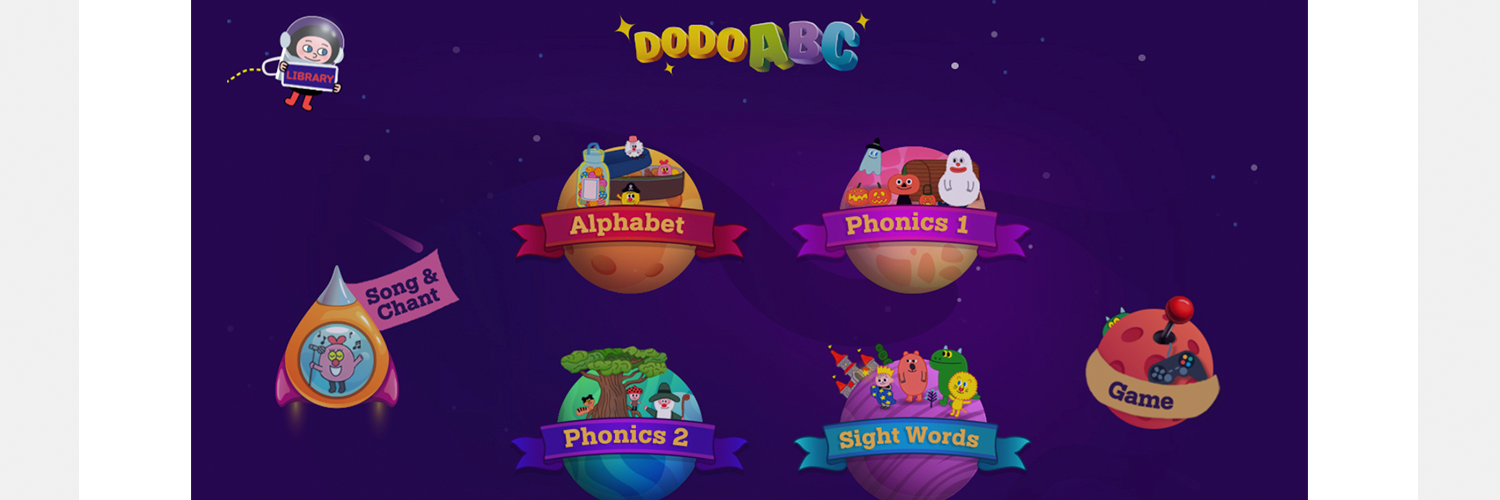 DODOABC
LIBRARY
Alphabet
Phonics 1
Song &
Chant
Game
Phonics 2
Sight Words